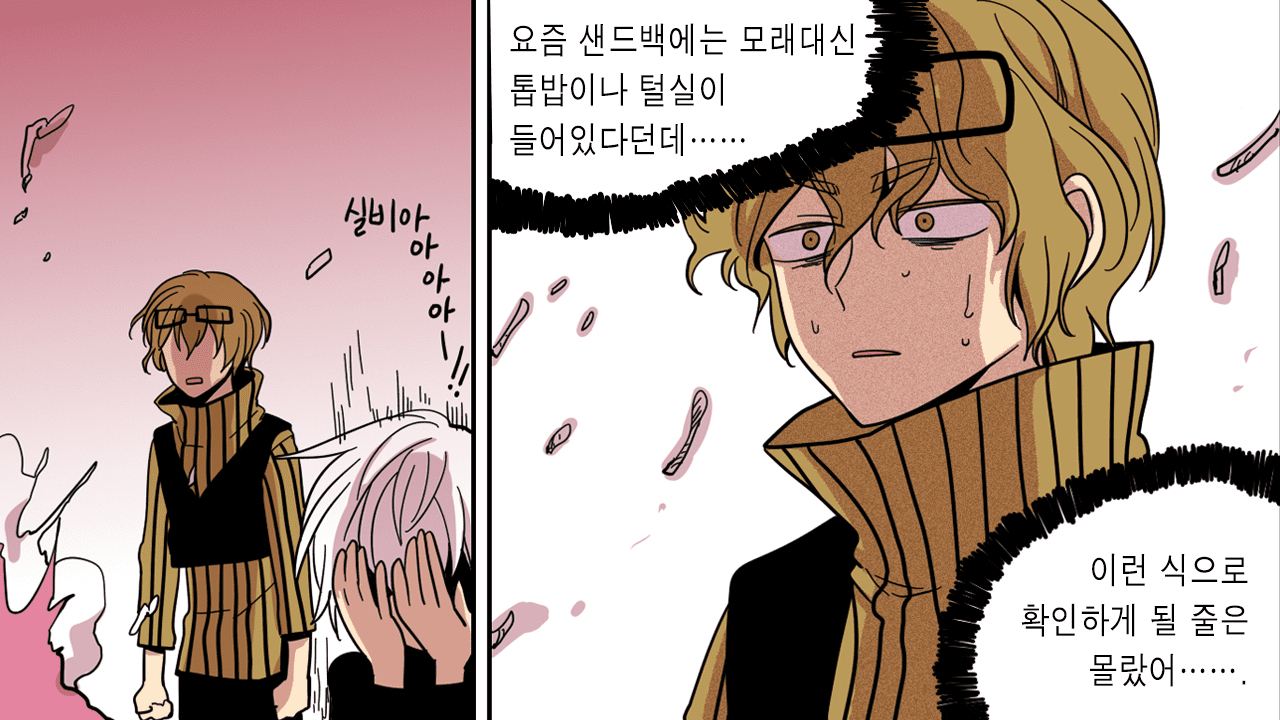 실비아
아
아
아
ㅡ!!
요즘 샌드백에는 모래대신
톱밥이나 털실이
들어있다던데……
이런 식으로
확인하게 될 줄은
몰랐어…….